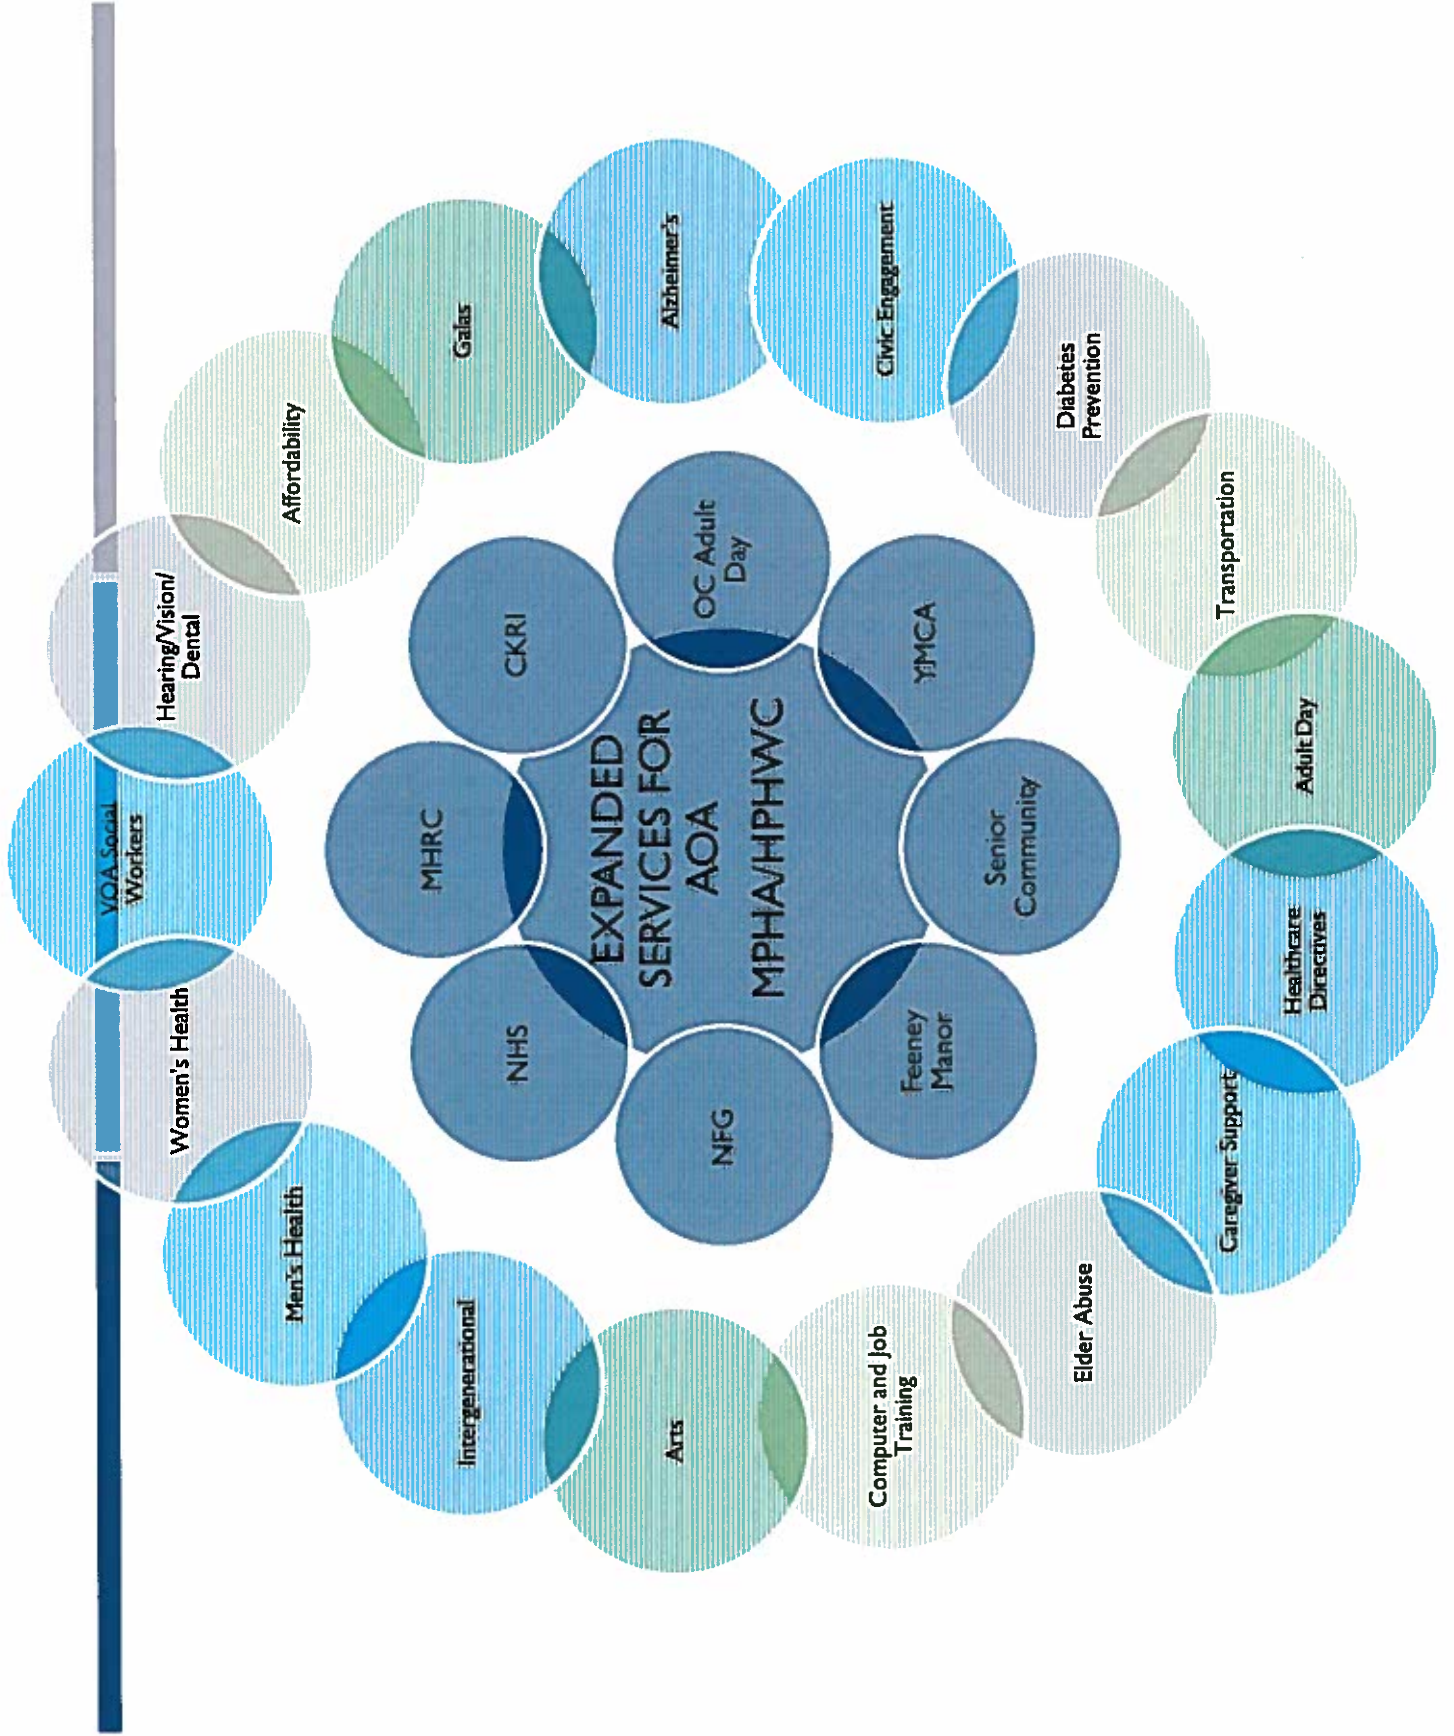 VOA Social
Workers
Hearing/Vision/
Dental
Affordability
Galas
Alzheimer's
Civic Engagement
Diabetes
Prevention
Transportation
Adult Day
Healthcare
Directives
Caregiver Support
Elder Abuse
Computer and Job
Training
Arts
Intergenerational
Men's Health
Women's Health
MHRC
CKRI
OC Adult
Day
YMCA
Senior
Community
Feeney
Manor
NFG
NHS
EXPANDED
SERVICES FOR
AOA
MPHA/HPHWC